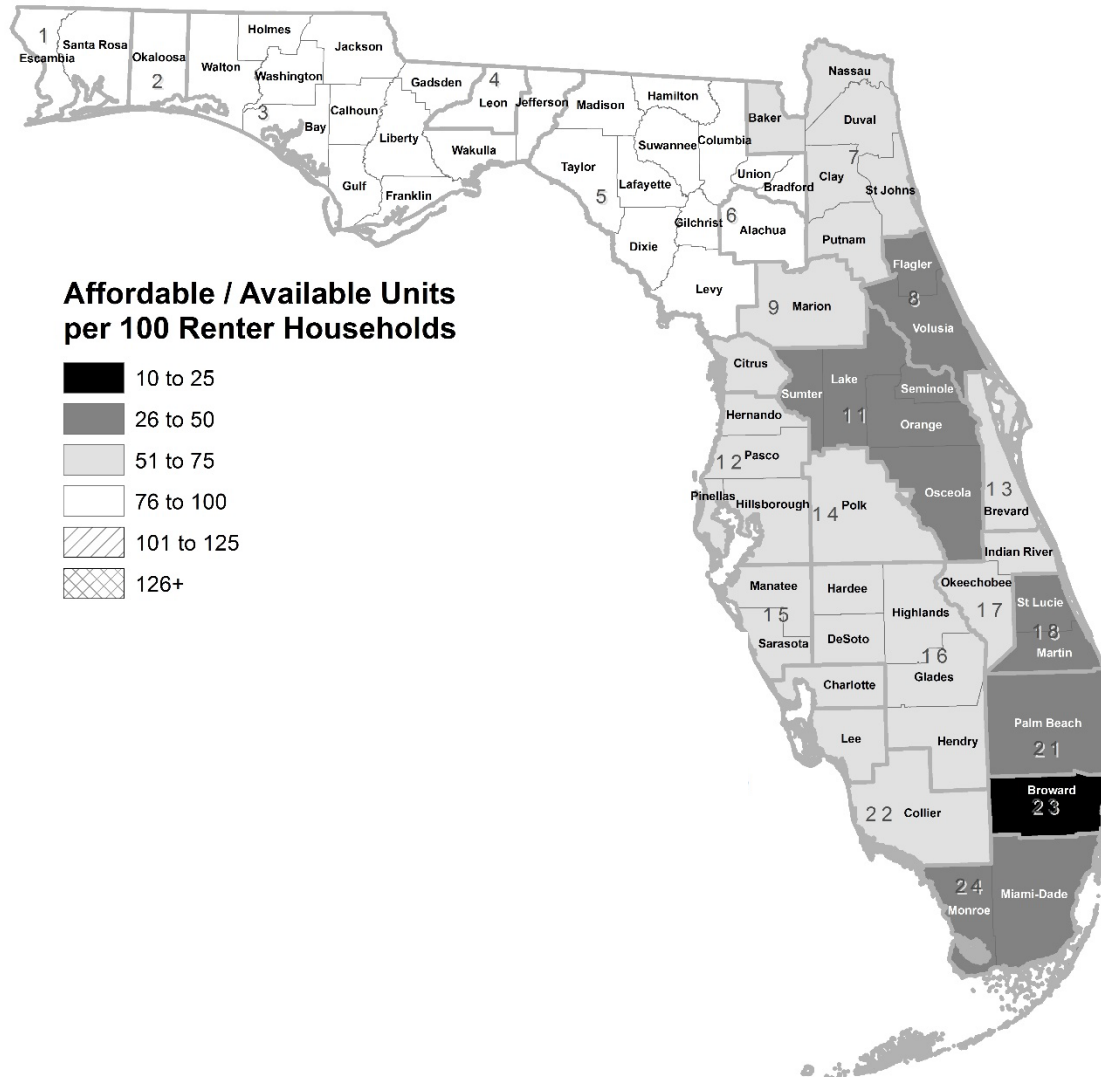 1
Escambia
Santa Rosa
Okaloosa
2
Walton
Holmes
Washington
Jackson
3
Bay
Calhoun
Gulf
Liberty
Franklin
Gadsden
4
Leon
Jefferson
Wakulla
Madison
Taylor
5
Hamilton
Suwannee
Lafayette
Dixie
Columbia
Gilchrist
Levy
Union
Bradford
6
Alachua
Baker
Nassau
Duval
7
Clay
St Johns
Putnam
Flagler
8
Volusia
9
Marion
Citrus
Sumter
Lake
11
Seminole
Orange
Osceola
Hernando
12
Pasco
Pinellas
Hillsborough
14
Polk
13
Brevard
Indian River
Okeechobee
17
St Lucie
18
Martin
Manatee
15
Sarasota
Hardee
DeSoto
Highlands
16
Glades
Charlotte
Lee
Hendry
Palm Beach
21
Broward
23
22
Collier
24
Monroe
Miami-Dade
Affordable / Available Units
per 100 Renter Households
10 to 25
26 to 50
51 to 75
76 to 100
101 to 125
126+